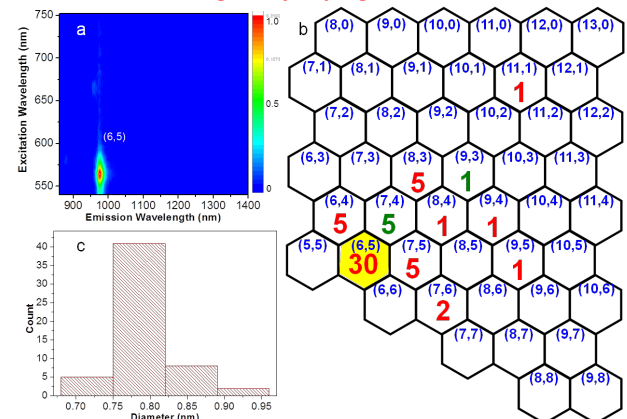 a
(6,5)
Excitation Wavelength (nm)
750
700
650
600
550
900
1000
1100
1200
1300
1400
Emission Wavelength (nm)
1.0
0.5
0
b
(8,0) (9,0) (10,0) (11,0) (12,0) (13,0)
(7,1) (8,1) (9,1) (10,1) (11,1) (12,1)
1
(7,2) (8,2) (9,2) (10,2) (11,2) (12,2)
(6,3) (7,3) (8,3) (9,3) (10,3) (11,3)
5 1
(6,4) (7,4) (8,4) (9,4) (10,4) (11,4)
5 5 1 1
(5,5) (6,5) (7,5) (8,5) (9,5) (10,5)
30 5 1
(6,6) (7,6) (8,6) (9,6) (10,6)
2
(7,7) (8,7) (9,7)
(8,8) (9,8)
c
Count
40
35
30
25
20
15
10
5
0
0.70 0.75 0.80 0.85 0.90 0.95
Diameter (nm)